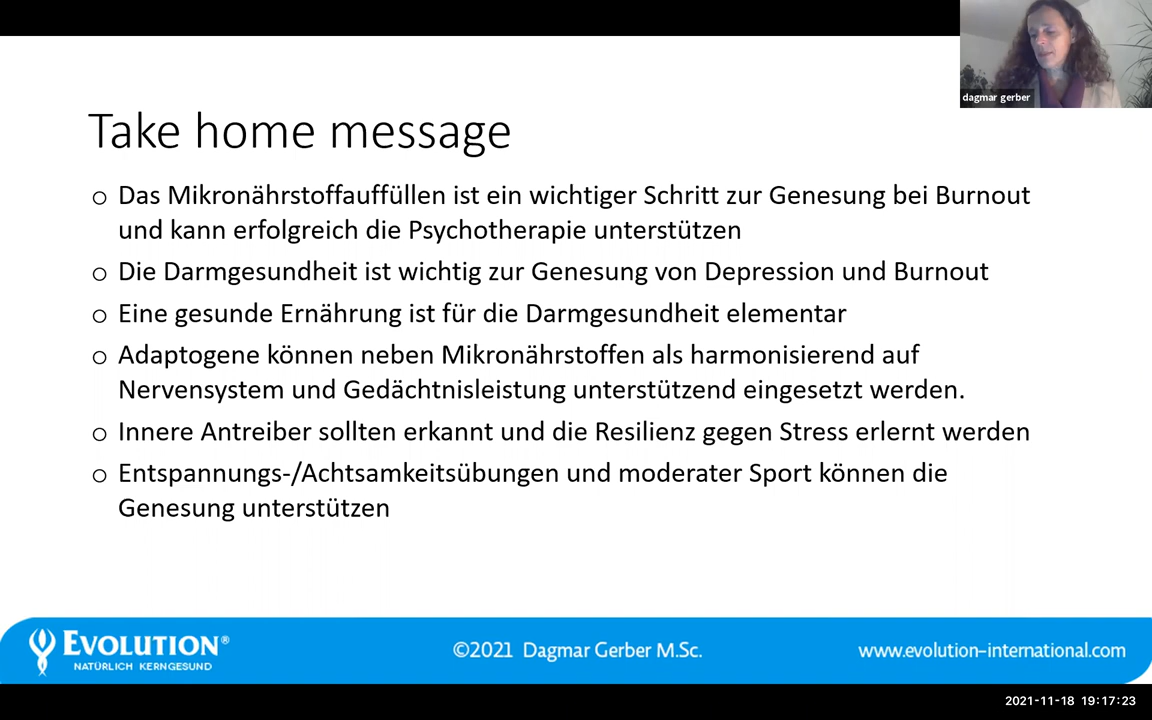 dagmar gerber
Take home message
o Das Mikronährstoffauffüllen ist ein wichtiger Schritt zur Genesung bei Burnout
und kann erfolgreich die Psychotherapie unterstützen
o Die Darmgesundheit ist wichtig zur Genesung von Depression und Burnout
o Eine gesunde Ernährung ist für die Darmgesundheit elementar
o Adaptogene können neben Mikronährstoffen als harmonisierend auf
Nervensystem und Gedächtnisleistung unterstützend eingesetzt werden.
o Innere Antreiber sollten erkannt und die Resilienz gegen Stress erlernt werden
o Entspannungs-/Achtsamkeitsübungen und moderater Sport können die
Genesung unterstützen
EVOLUTION®
NATÜRLICH KERNGESUND
©2021 Dagmar Gerber M.Sc.
www.evolution-international.com
2021-11-18 19:17:23